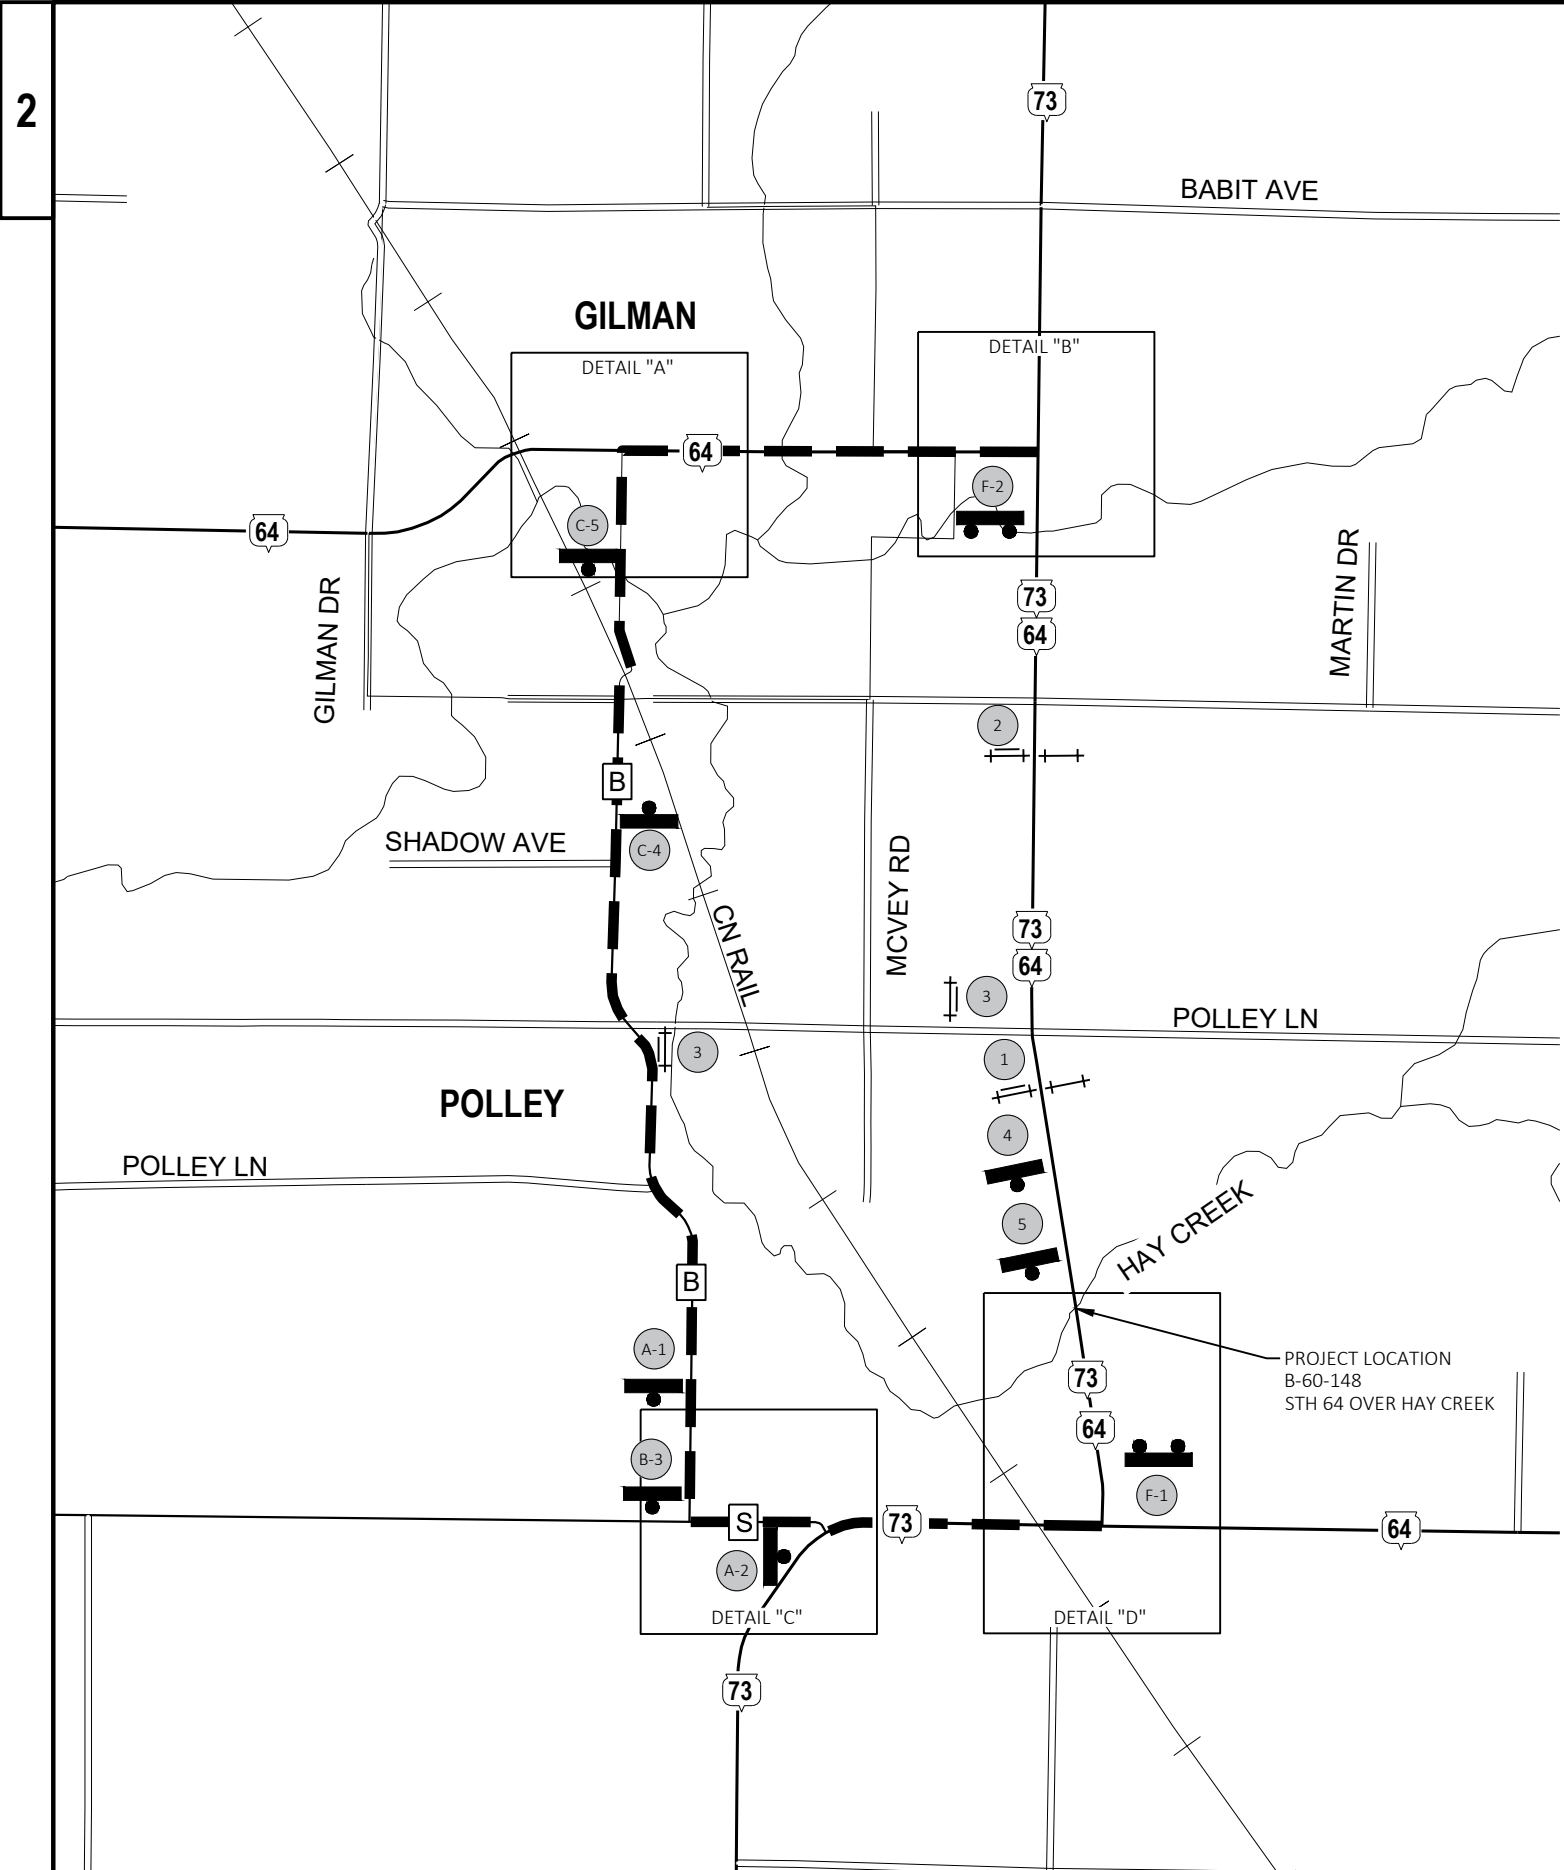 2
73
BABIT AVE
GILMAN
DETAIL "A"
DETAIL "B"
64
F-2
C-5
64
73
64
GILMAN DR
MARTIN DR
2
B
SHADOW AVE
C-4
MCVEY RD
CN RAIL
73
64
3
POLLEY LN
3
1
POLLEY
4
POLLEY LN
5
HAY CREEK
B
A-1
PROJECT LOCATION
B-60-148
STH 64 OVER HAY CREEK
73
64
B-3
F-1
S
73
64
A-2
DETAIL "C"
DETAIL "D"
73